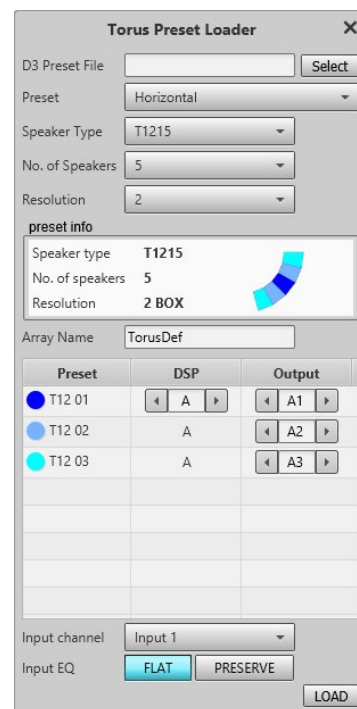 Torus Preset Loader X
D3 Preset File Select
Preset Horizontal
Speaker Type T1215
No. of Speakers 5
Resolution 2
preset info
Speaker type T1215
No. of speakers 5
Resolution 2 BOX
Array Name TorusDef
Preset DSP Output
T12 01 A A1
T12 02 A A2
T12 03 A A3
Input channel Input 1
Input EQ FLAT PRESERVE
LOAD